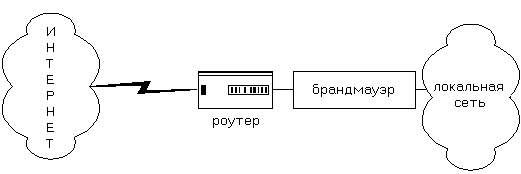 ИНТЕРНЕТ
роутер
брандмауэр
локальная
сеть